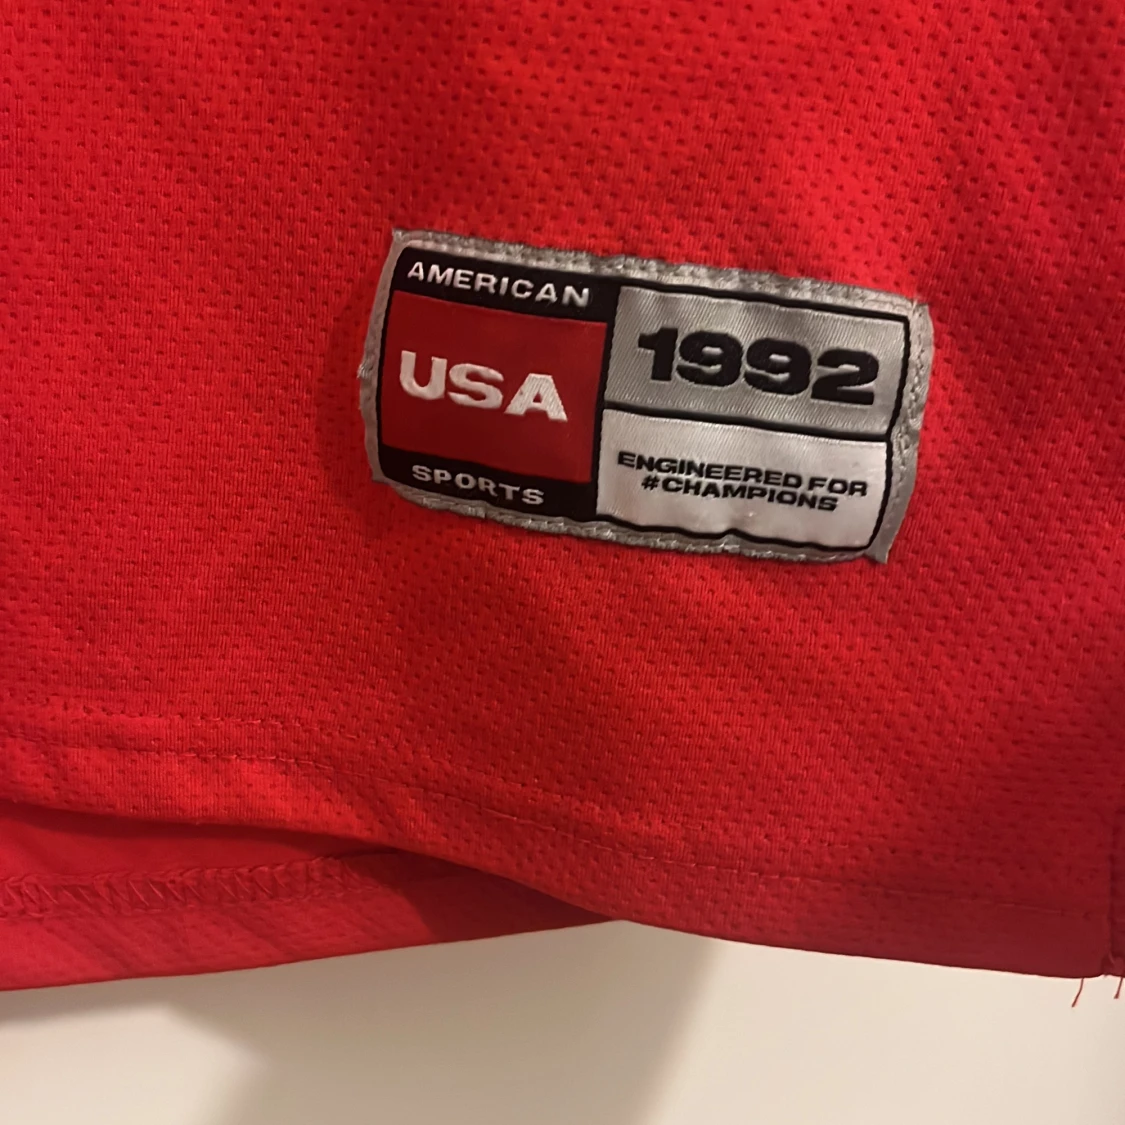 AMERICAN
USA
SPORTS
1992
ENGINEERED FOR
#CHAMPIONS